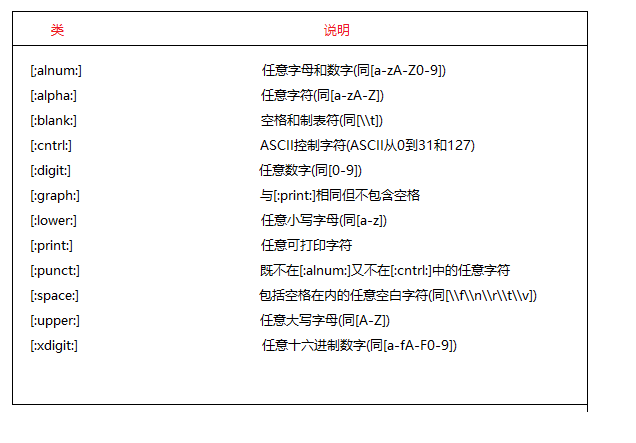 类 说明
[:alnum:] 任意字母和数字(同[a-zA-Z0-9])
[:alpha:] 任意字符(同[a-zA-Z])
[:blank:] 空格和制表符(同[\\t])
[:cntrl:] ASCII控制字符(ASCII从0到31和127)
[:digit:] 任意数字(同[0-9])
[:graph:] 与[:print:]相同但不包含空格
[:lower:] 任意小写字母(同[a-z])
[:print:] 任意可打印字符
[:punct:] 既不在[:alnum:]又不在[:cntrl:]中的任意字符
[:space:] 包括空格在内的任意空白字符(同[\\f\\n\\r\\t\\v])
[:upper:] 任意大写字母(同[A-Z])
[:xdigit:] 任意十六进制数字(同[a-fA-F0-9])